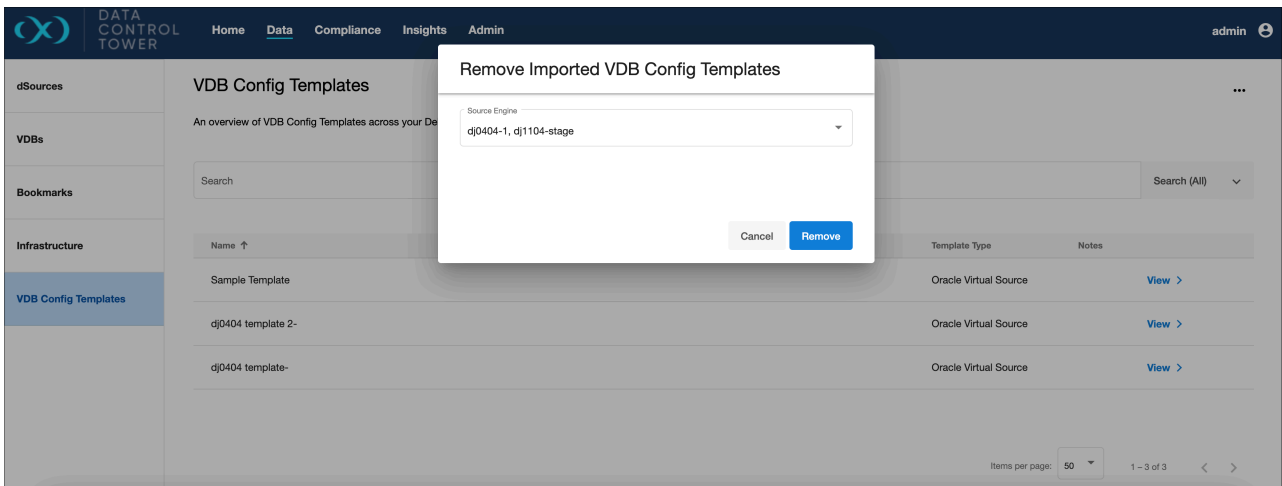 DATA
CONTROL
TOWER
Home Data Compliance Insights Admin
admin
dSources
VDBs
Bookmarks
Infrastructure
VDB Config Templates
VDB Config Templates
An overview of VDB Config Templates across your De
Search
Search (All)
Remove Imported VDB Config Templates
Source Engine
dj0404-1, dj1104-stage
Cancel Remove
Name Template Type Notes
Sample Template Oracle Virtual Source View
dj0404 template 2- Oracle Virtual Source View
dj0404 template- Oracle Virtual Source View
Items per page: 50 1 – 3 of 3